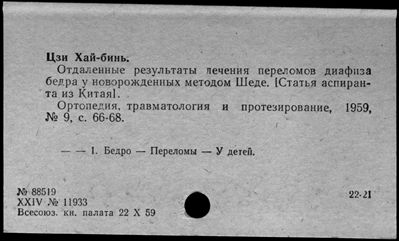 Цзи Хай-бинь.
Отдаленные результаты лечения переломов диафиза
бедра у новорожденных методом Шеде. [Статья аспиран-
та из Китая].
Ортопедия, травматология и протезирование, 1959,
№ 9, с. 66-68.
— — 1. Бедро — Переломы — У детей.
№ 88519
22-21
XXIV № 11933
Всесоюз. кн. палата 22 X 59